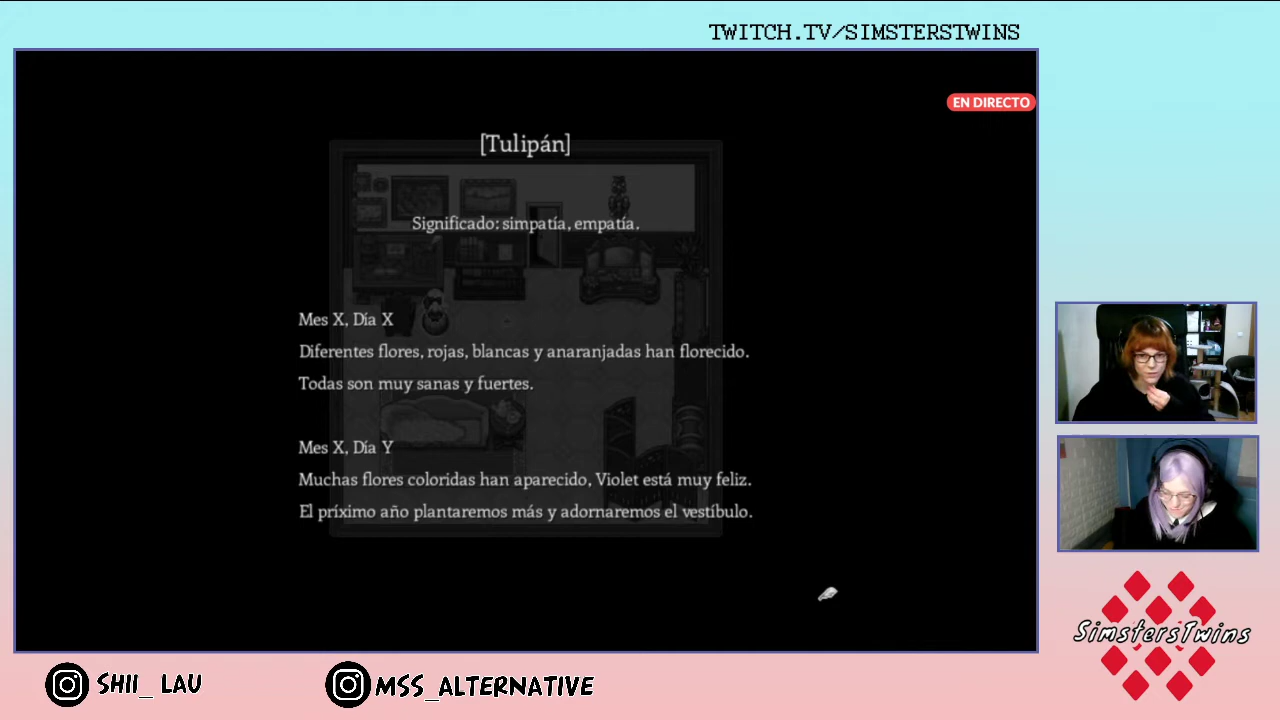 TWITCH.TV/SIMSTERSTWINS
EN DIRECTO
[Tulipán]
Significado: simpatía, empatía.
Mes X, Día X
Diferentes flores, rojas, blancas y anaranjadas han florecido.
Todas son muy sanas y fuertes.
Mes X, Día Y
Muchas flores coloridas han aparecido, Violet está muy feliz.
El príximo año plantaremos más y adornaremos el vestíbulo.
SimstersTwins
SHII_LAU
MSS_ALTERNATIVE